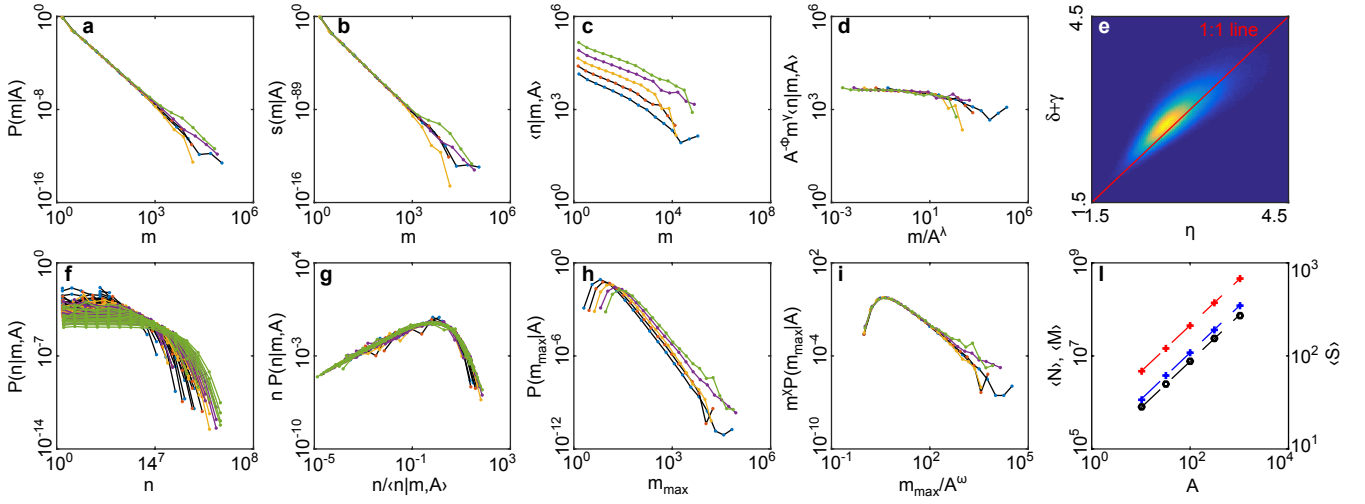 a
P(m|A)
10^0
10^-8
10^-16
10^0 10^3 10^6
m
b
s(m|A)
10^0
10^-89
10^-16
10^0 10^3 10^6
m
c
‹n|m,A›
10^6
10^3
10^0
10^0 10^4 10^8
m
d
A^-Φ m^γ‹n|m,A›
10^6
10^3
10^0
10^-3 10^1 10^5
m/A^λ
e
1:1 line
δ+γ
4.5
1.5
1.5 4.5
η
f
P(n|m,A)
10^0
10^-7
10^-14
10^0 14^7 10^8
n
g
n P(n|m,A)
10^4
10^-3
10^-10
10^-5 10^-1 10^3
n/‹n|m,A›
h
P(m_max|A)
10^0
10^-6
10^-12
10^0 10^3 10^6
m_max
i
m^χP(m_max|A)
10^2
10^-4
10^-10
10^-1 10^2 10^5
m_max/A^ω
l
‹N›, ‹M›
10^9
10^7
10^5
10^0 10^2 10^4
A
10^3
10^2
10^1
‹S›